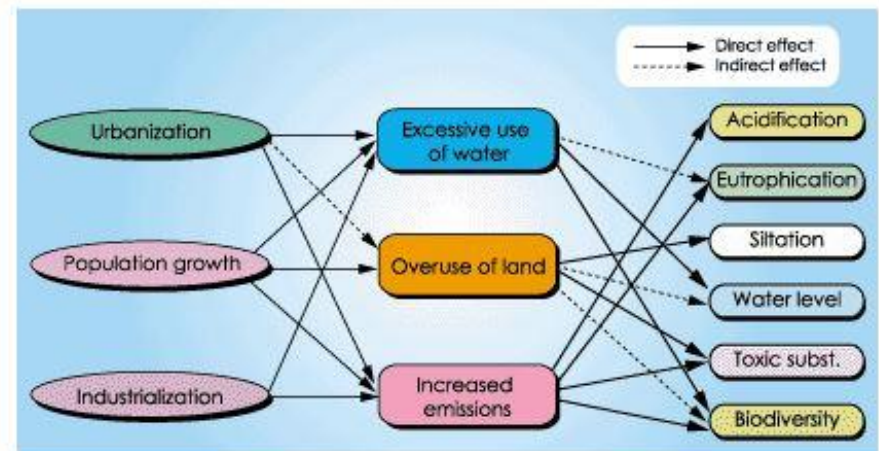 Direct effect
Indirect effect
Urbanization
Population growth
Industrialization
Excessive use
of water
Overuse of land
Increased
emissions
Acidification
Eutrophication
Siltation
Water level
Toxic subst.
Biodiversity